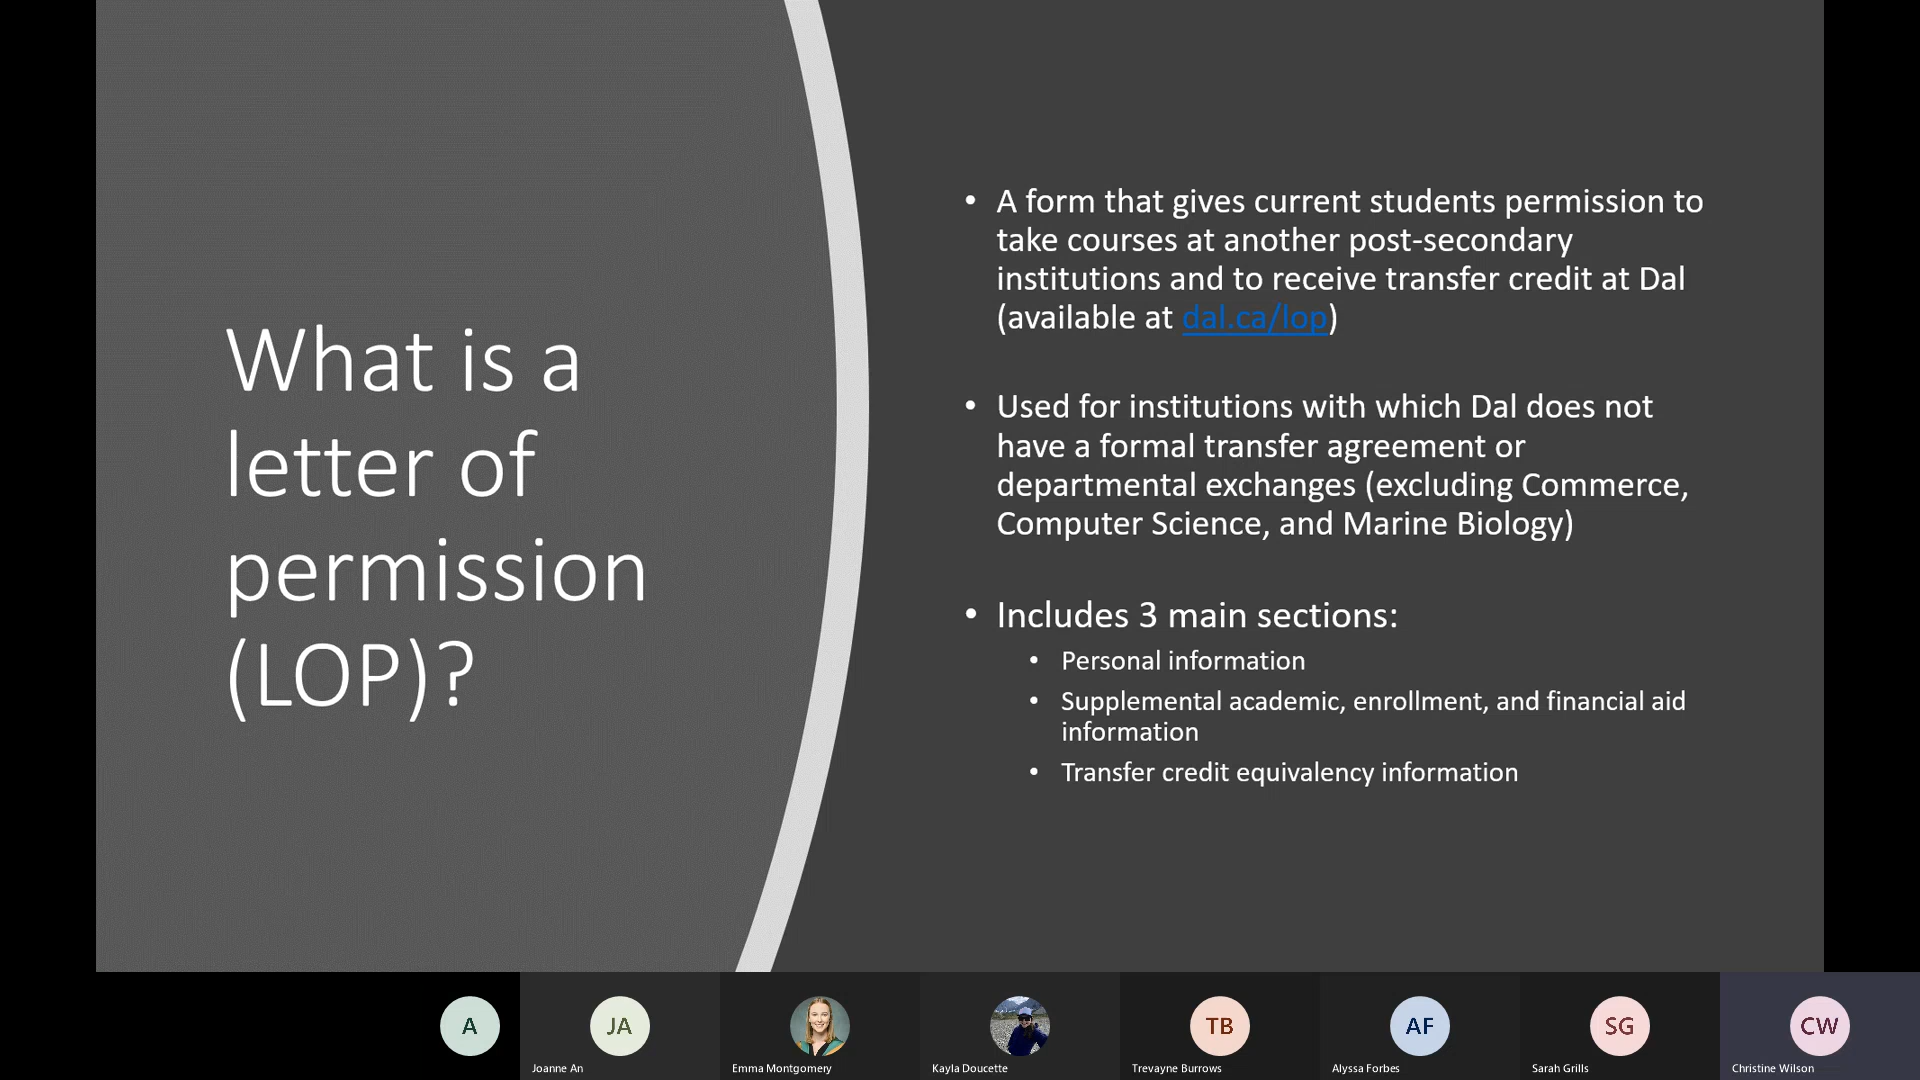 What is a
letter of
permission
(LOP)?
• A form that gives current students permission to
take courses at another post-secondary
institutions and to receive transfer credit at Dal
(available at dal.ca/lop)
• Used for institutions with which Dal does not
have a formal transfer agreement or
departmental exchanges (excluding Commerce,
Computer Science, and Marine Biology)
• Includes 3 main sections:
• Personal information
• Supplemental academic, enrollment, and financial aid
information
• Transfer credit equivalency information
A
JA
TB
AF
SG
CW
Joanne An
Emma Montgomery
Kayla Doucette
Trevayne Burrows
Alyssa Forbes
Sarah Grills
Christine Wilson